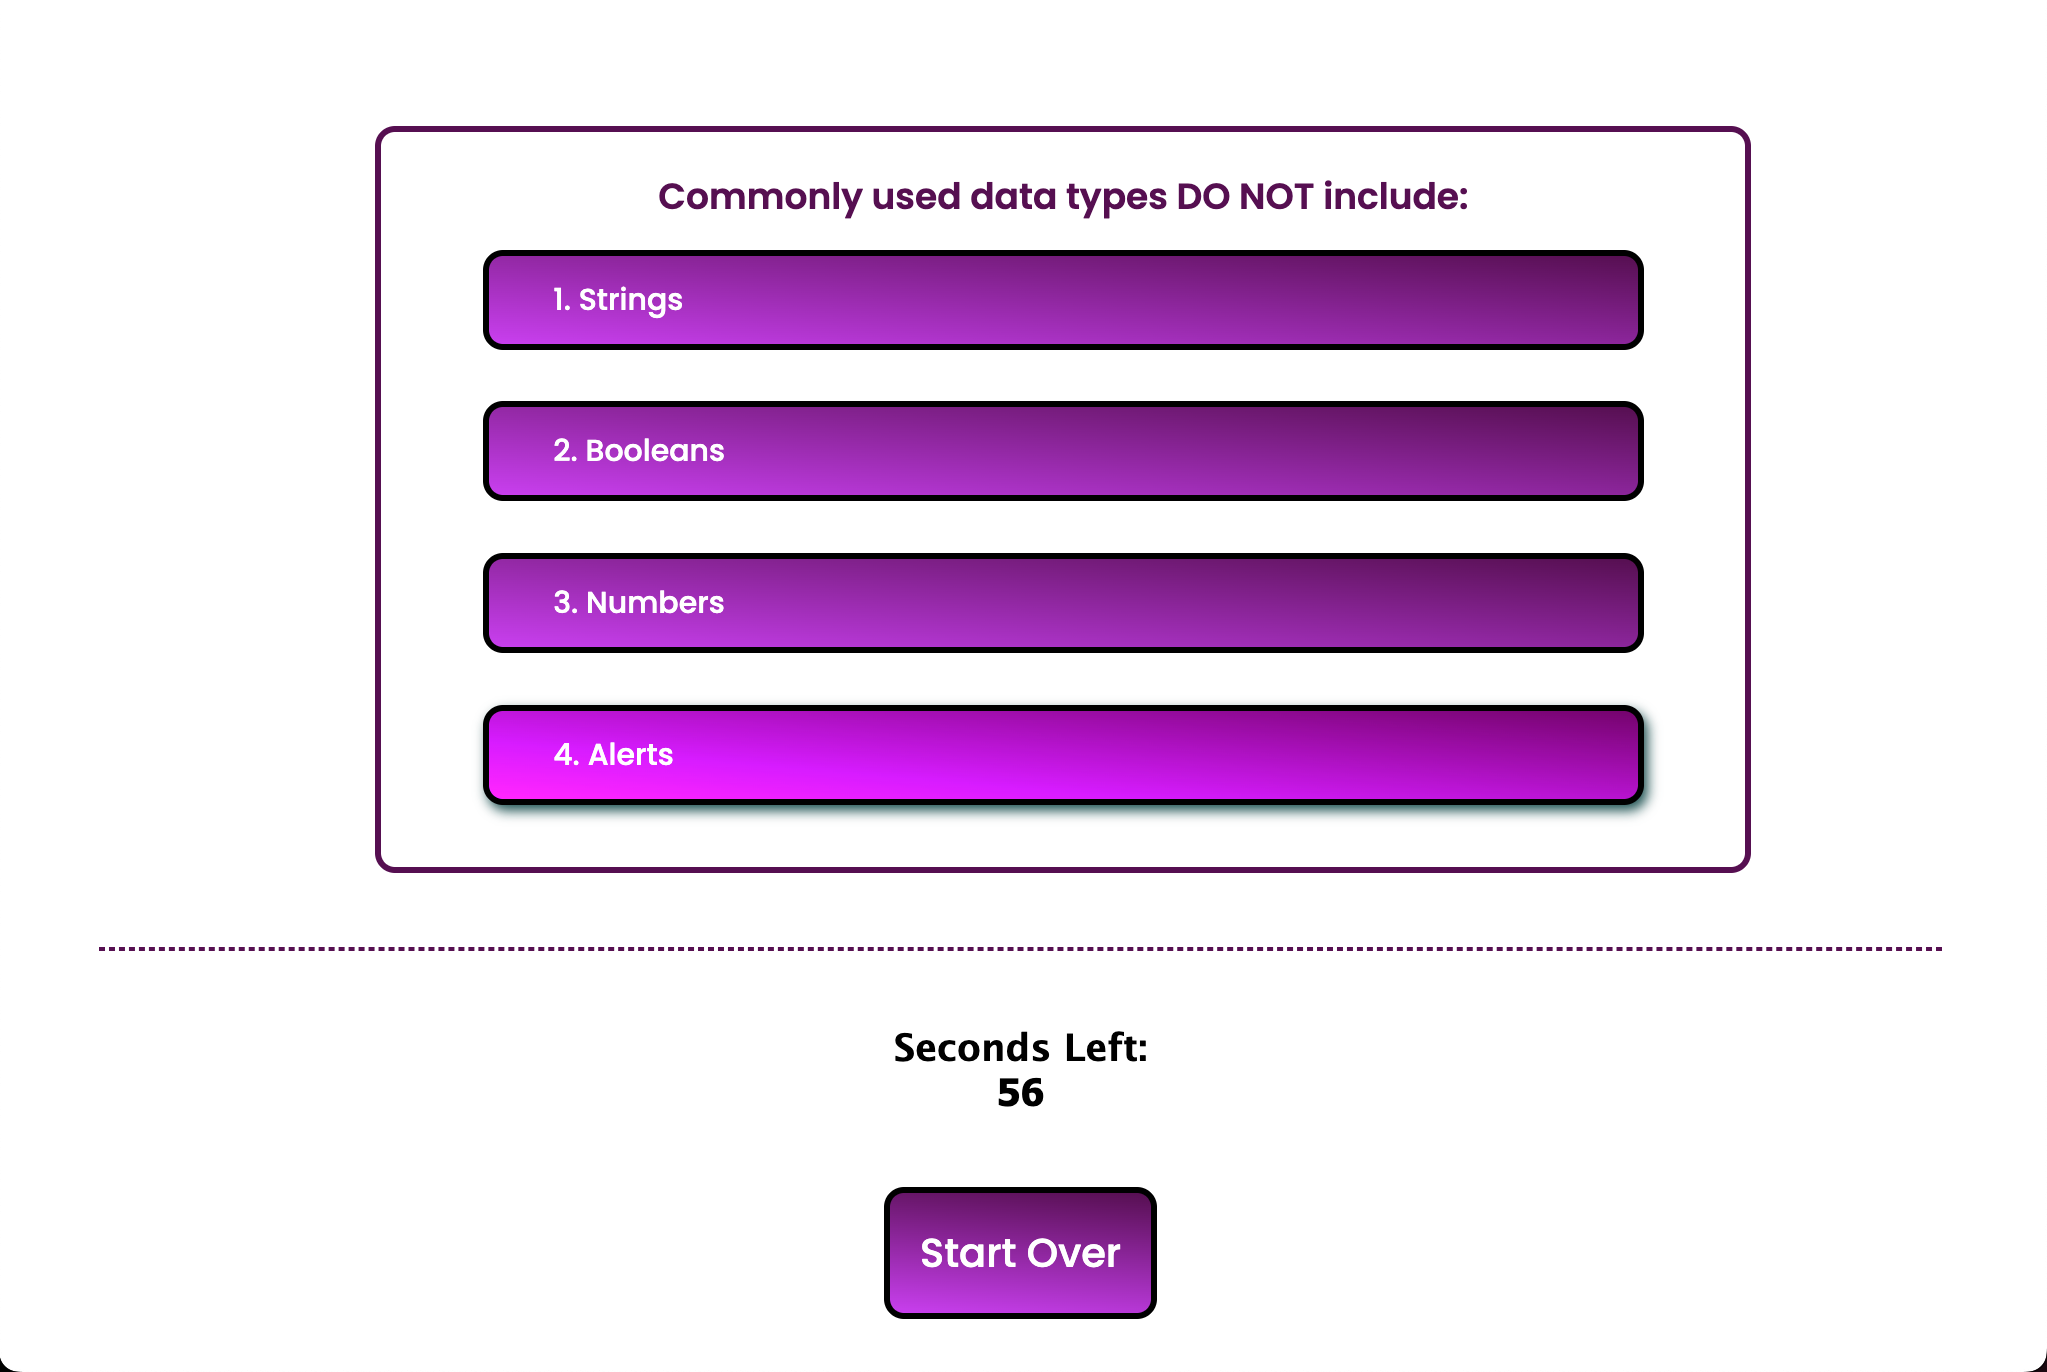 Commonly used data types DO NOT include:
1. Strings
2. Booleans
3. Numbers
4. Alerts
Seconds Left:
56
Start Over